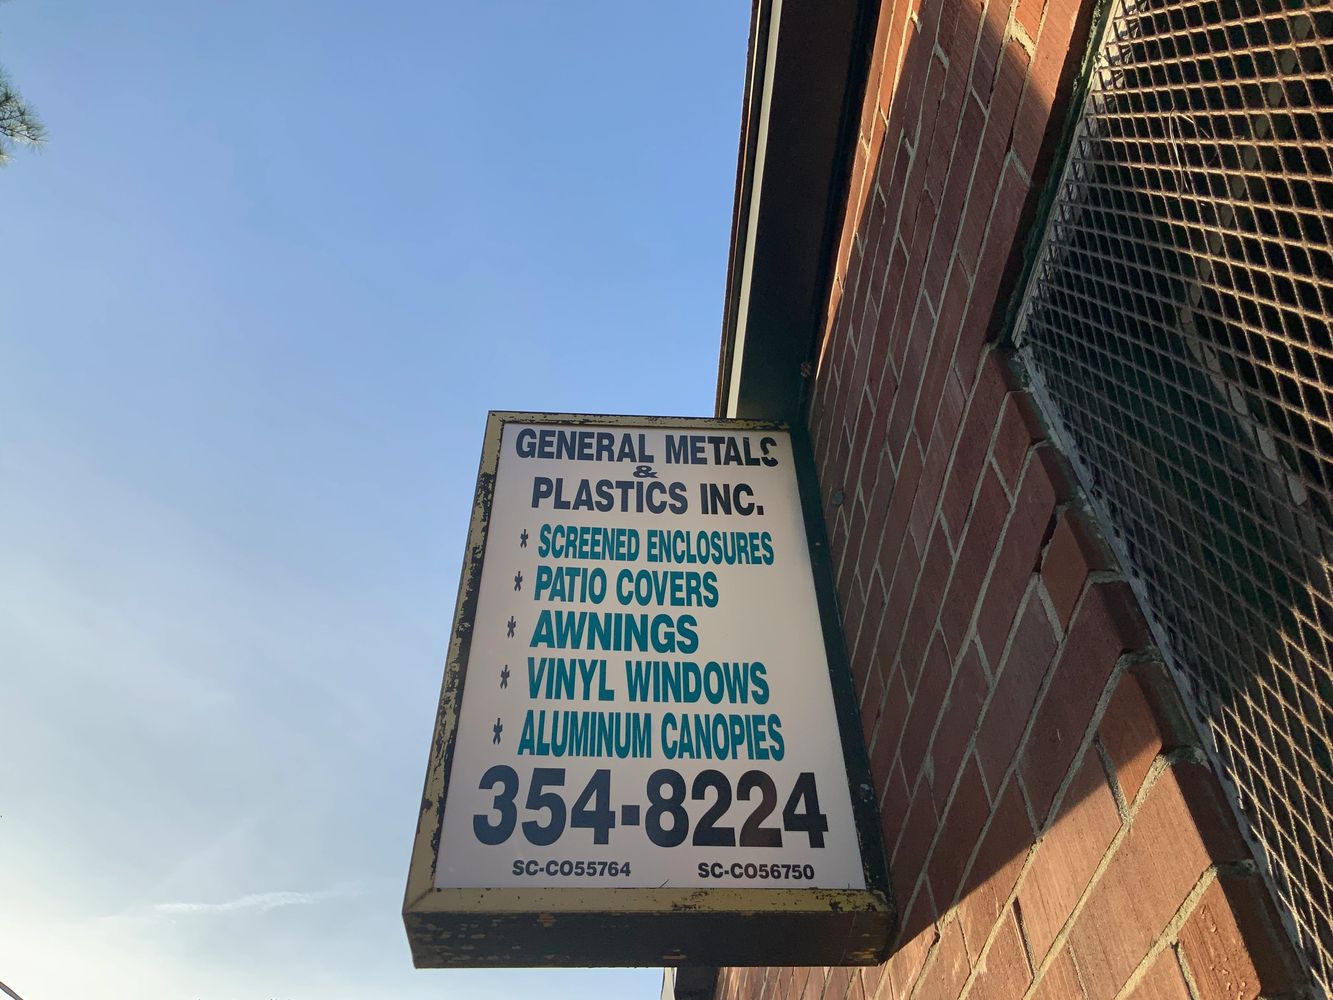 GENERAL METALS
&
PLASTICS INC.
* SCREENED ENCLOSURES
* PATIO COVERS
* AWNINGS
* VINYL WINDOWS
* ALUMINUM CANOPIES
354-8224
SC-CO55764 SC-CO56750